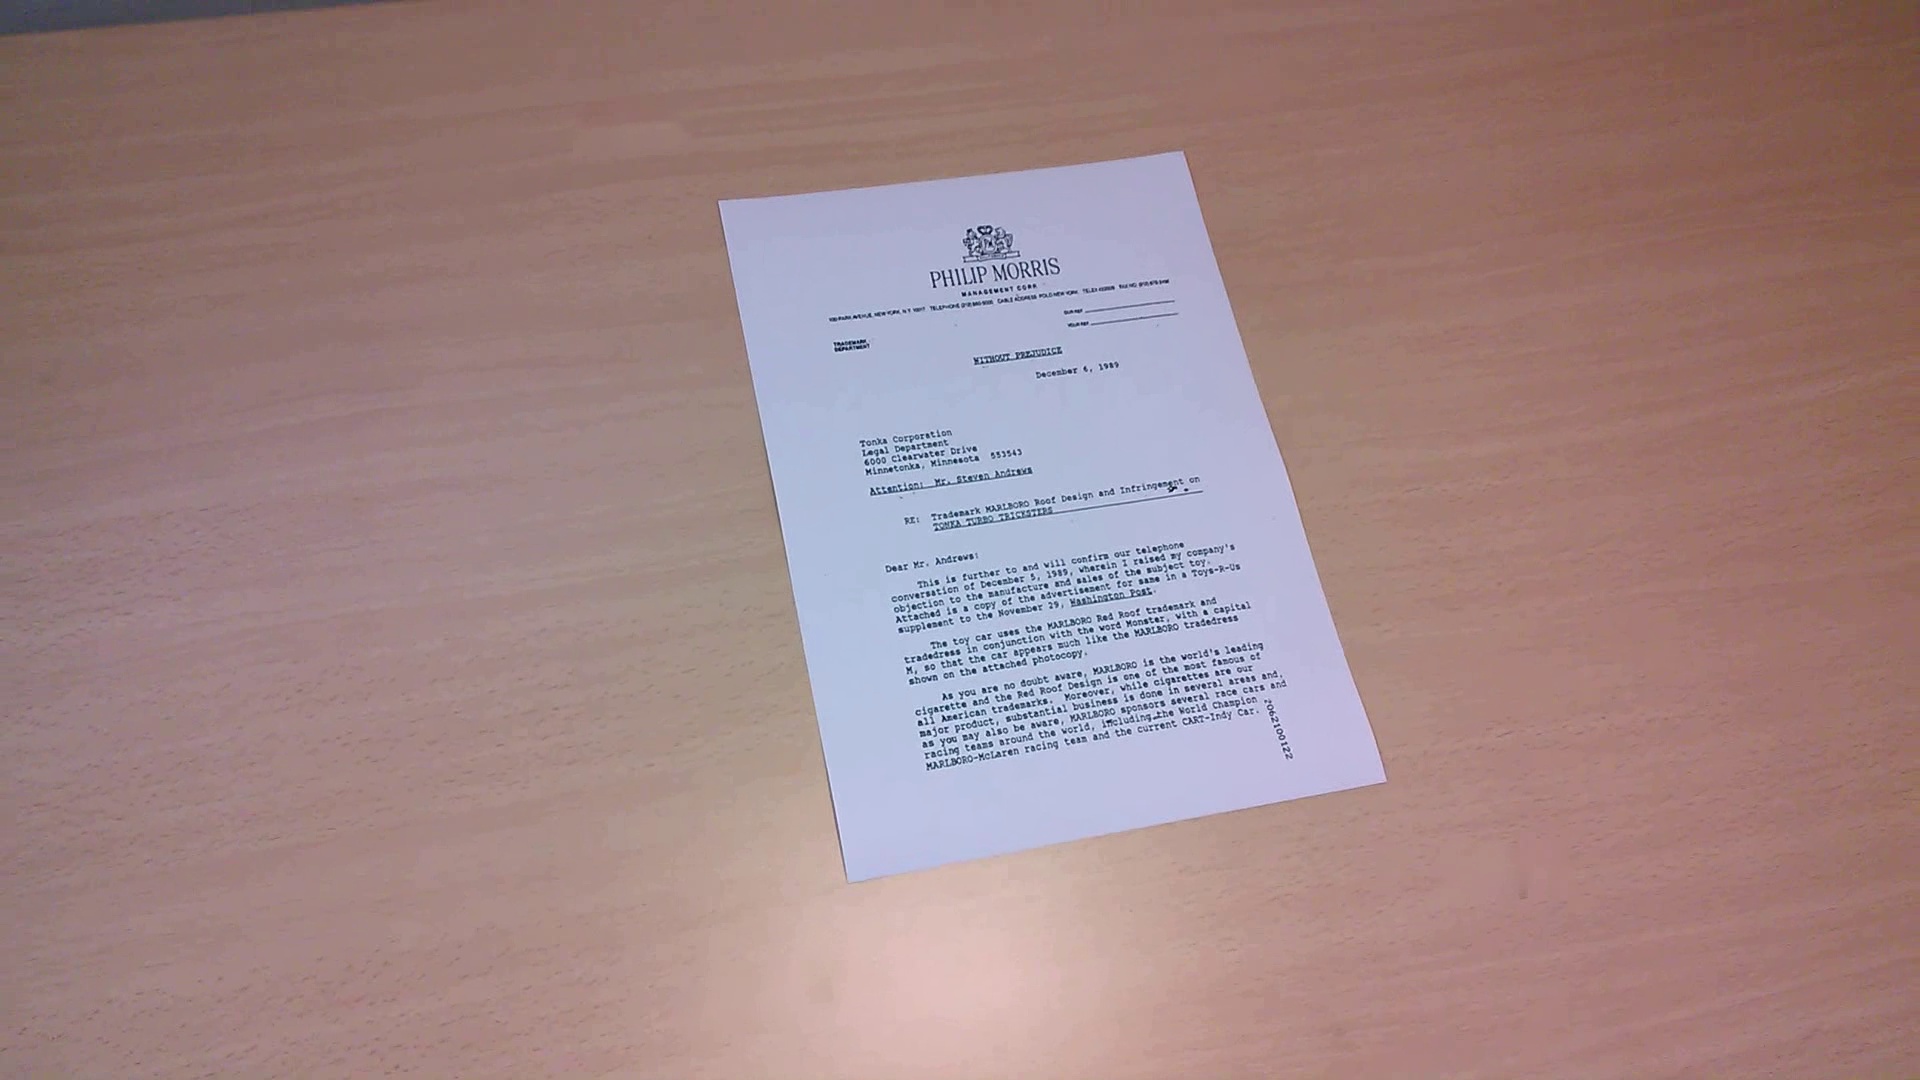 PHILIP MORRIS
MANAGEMENT CORP.
100 PARK AVENUE, NEW YORK, N.Y. 10017 TELEPHONE (212) 880-5000 CABLE ADDRESS: POLO NEW YORK TELEX FAX NO. (212)
OUR REF.
YOUR REF.
TRADEMARK
DEPARTMENT
WITHOUT PREJUDICE
December 6, 1989
Tonka Corporation
Legal Department
6000 Clearwater Drive
Minnetonka, Minnesota 553543
Attention: Mr. Steven Andrews
RE: Trademark MARLBORO Roof Design and Infringement on
TONKA TURBO TRICKSTERS
Dear Mr. Andrews:
This is further to and will confirm our telephone
conversation of December 5, 1989, wherein I raised my company's
objection to the manufacture and sales of the subject toy.
Attached is a copy of the advertisement for same in a Toys-R-Us
supplement to the November 29, Washington Post.
The toy car uses the MARLBORO Red Roof trademark and
tradedress in conjunction with the word Monster, with a capital
M, so that the car appears much like the MARLBORO tradedress
shown on the attached photocopy.
As you are no doubt aware, MARLBORO is the world's leading
cigarette and the Red Roof Design is one of the most famous of
all American trademarks. Moreover, while cigarettes are our
major product, substantial business is done in several areas and,
as you may also be aware, MARLBORO sponsors several race cars and
racing teams around the world, including the World Champion
MARLBORO-McLaren racing team and the current CART-Indy Car.